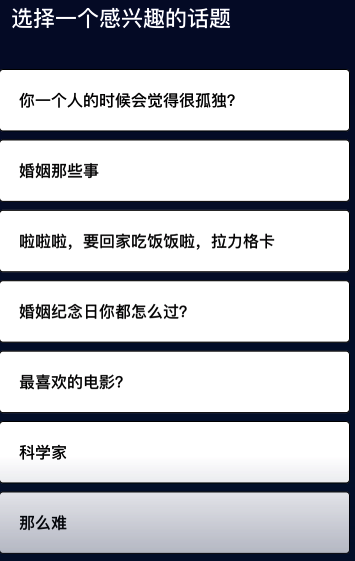 选择一个感兴趣的话题
你一个人的时候会觉得很孤独?
婚姻那些事
啦啦啦，要回家吃饭饭啦，拉力格卡
婚姻纪念日你都怎么过?
最喜欢的电影?
科学家
那么难